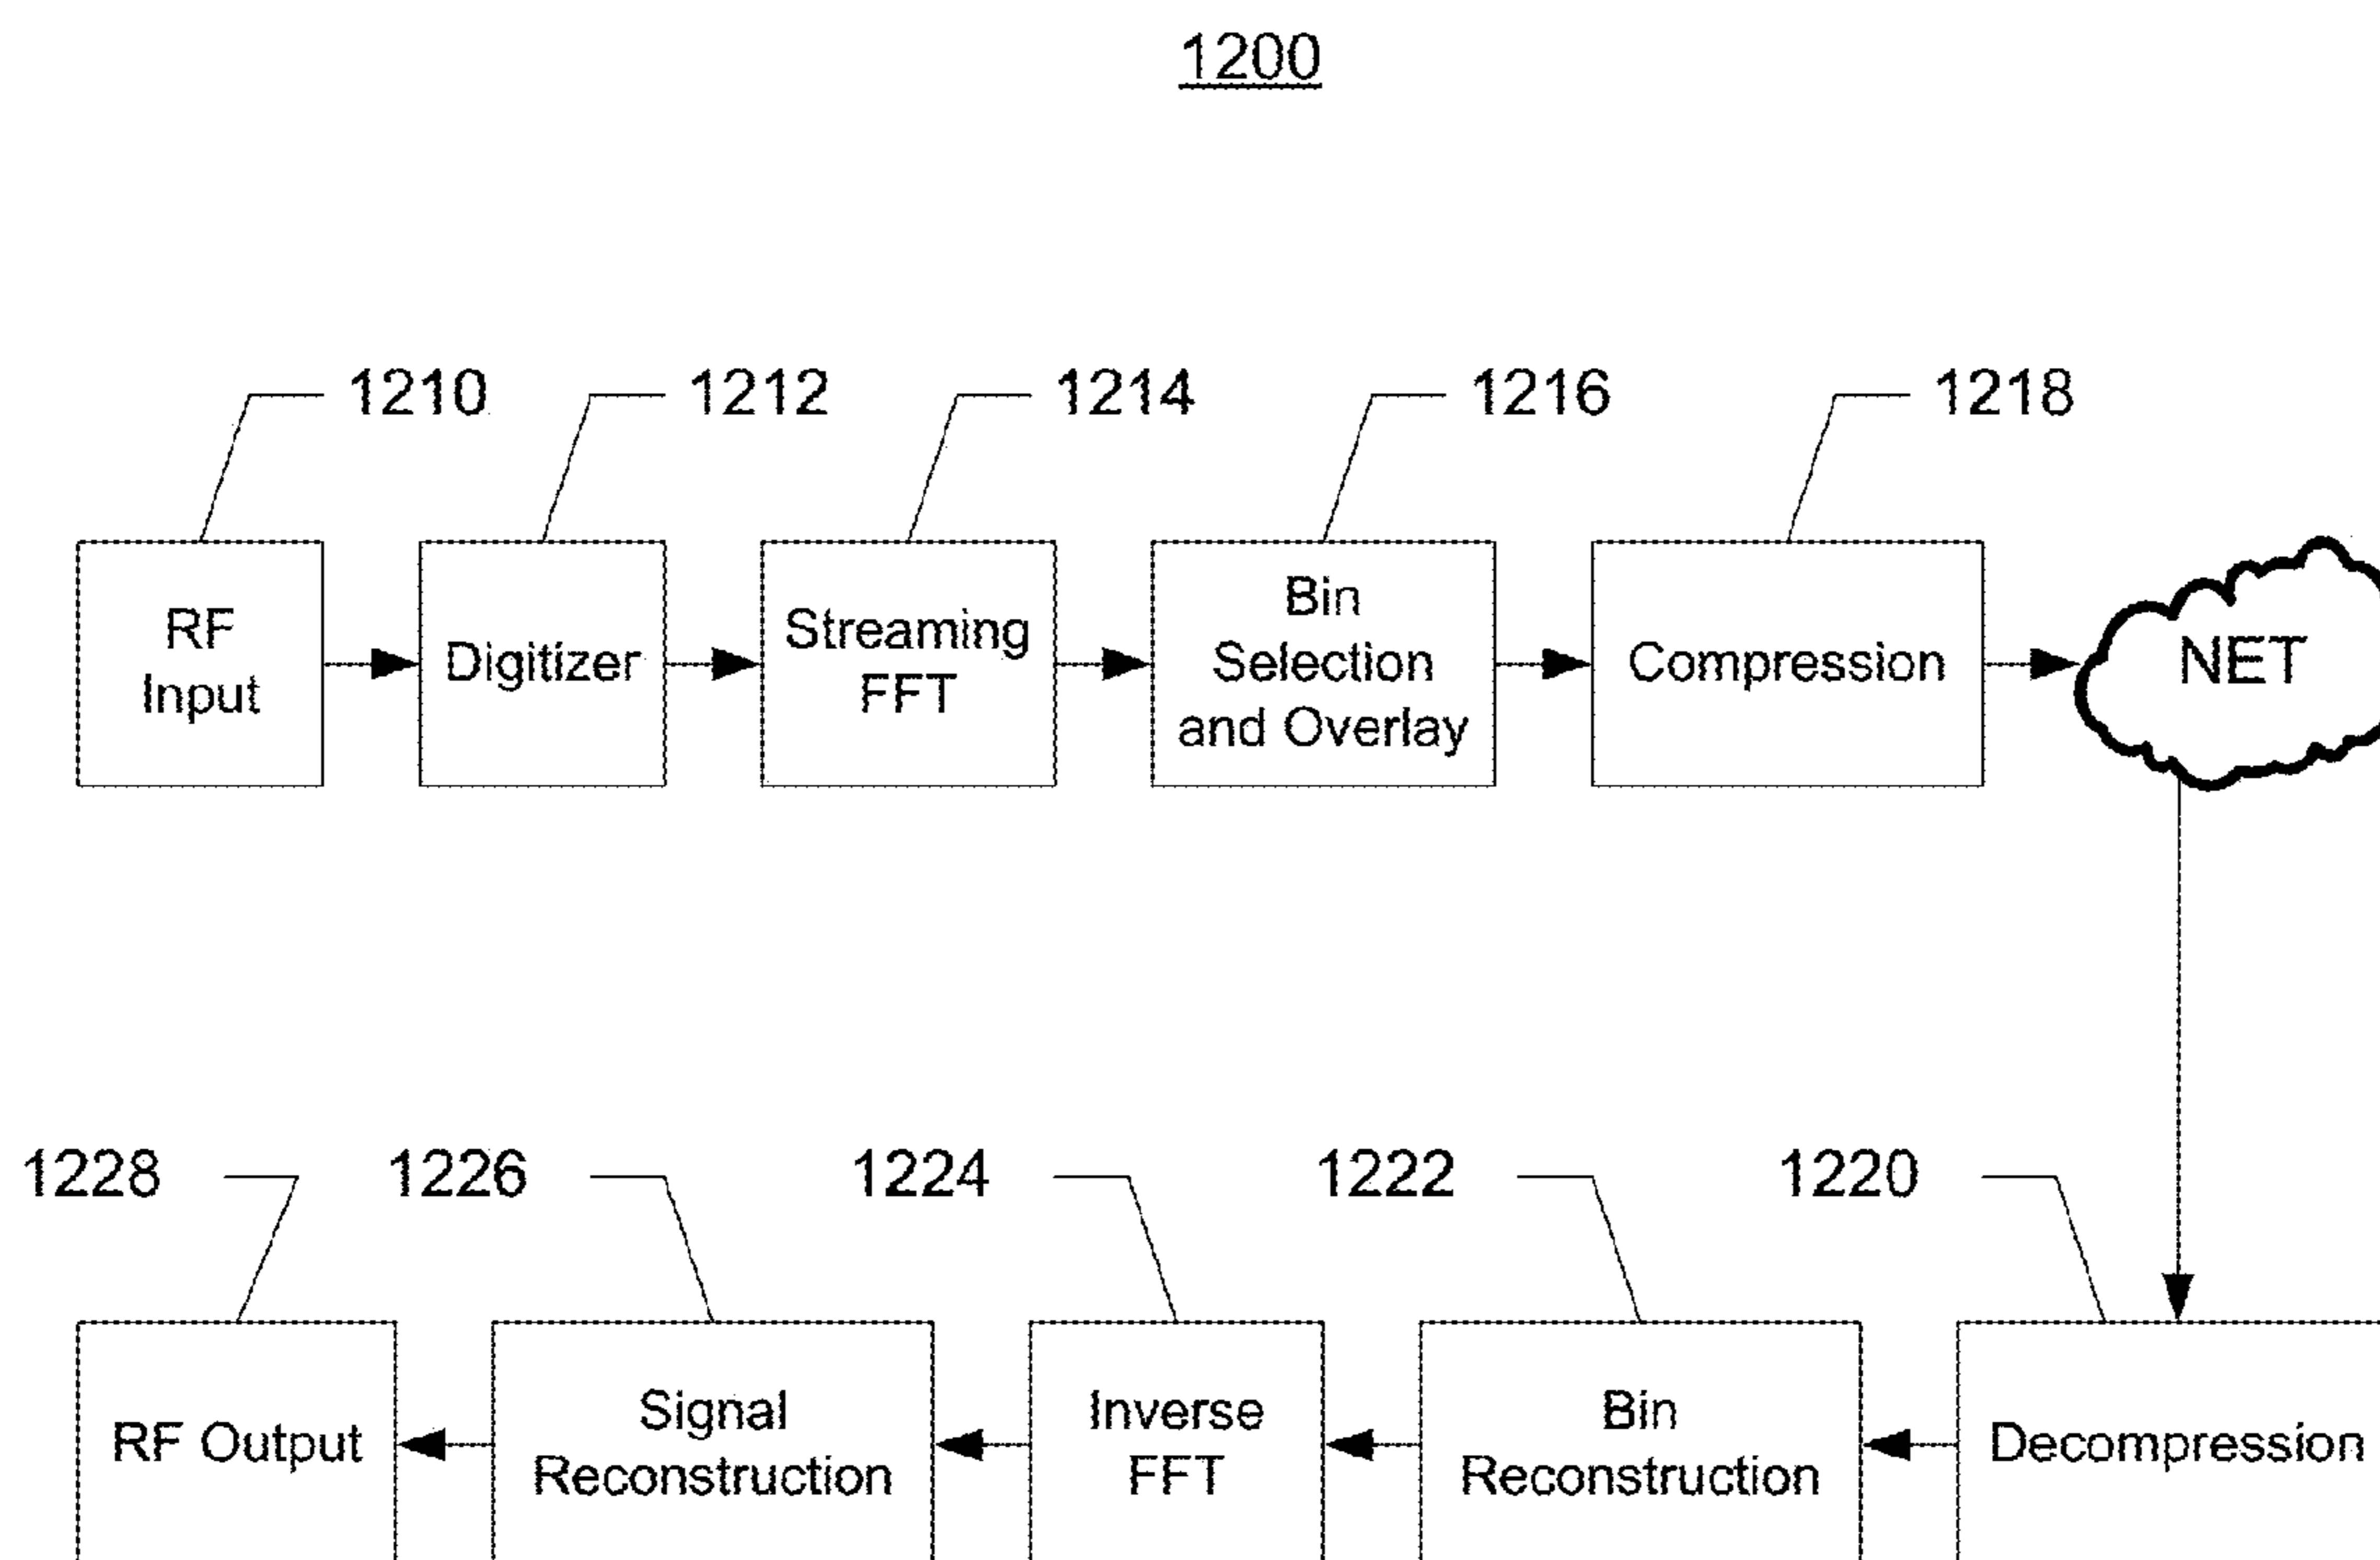 1200
1210
1212
1214
1216
1218
RF
Input
Digitizer
Streaming
FFT
Bin
Selection
and Overlay
Compression
NET
1228
1226
1224
1222
1220
RF Output
Signal
Reconstruction
Inverse
FFT
Bin
Reconstruction
Decompression